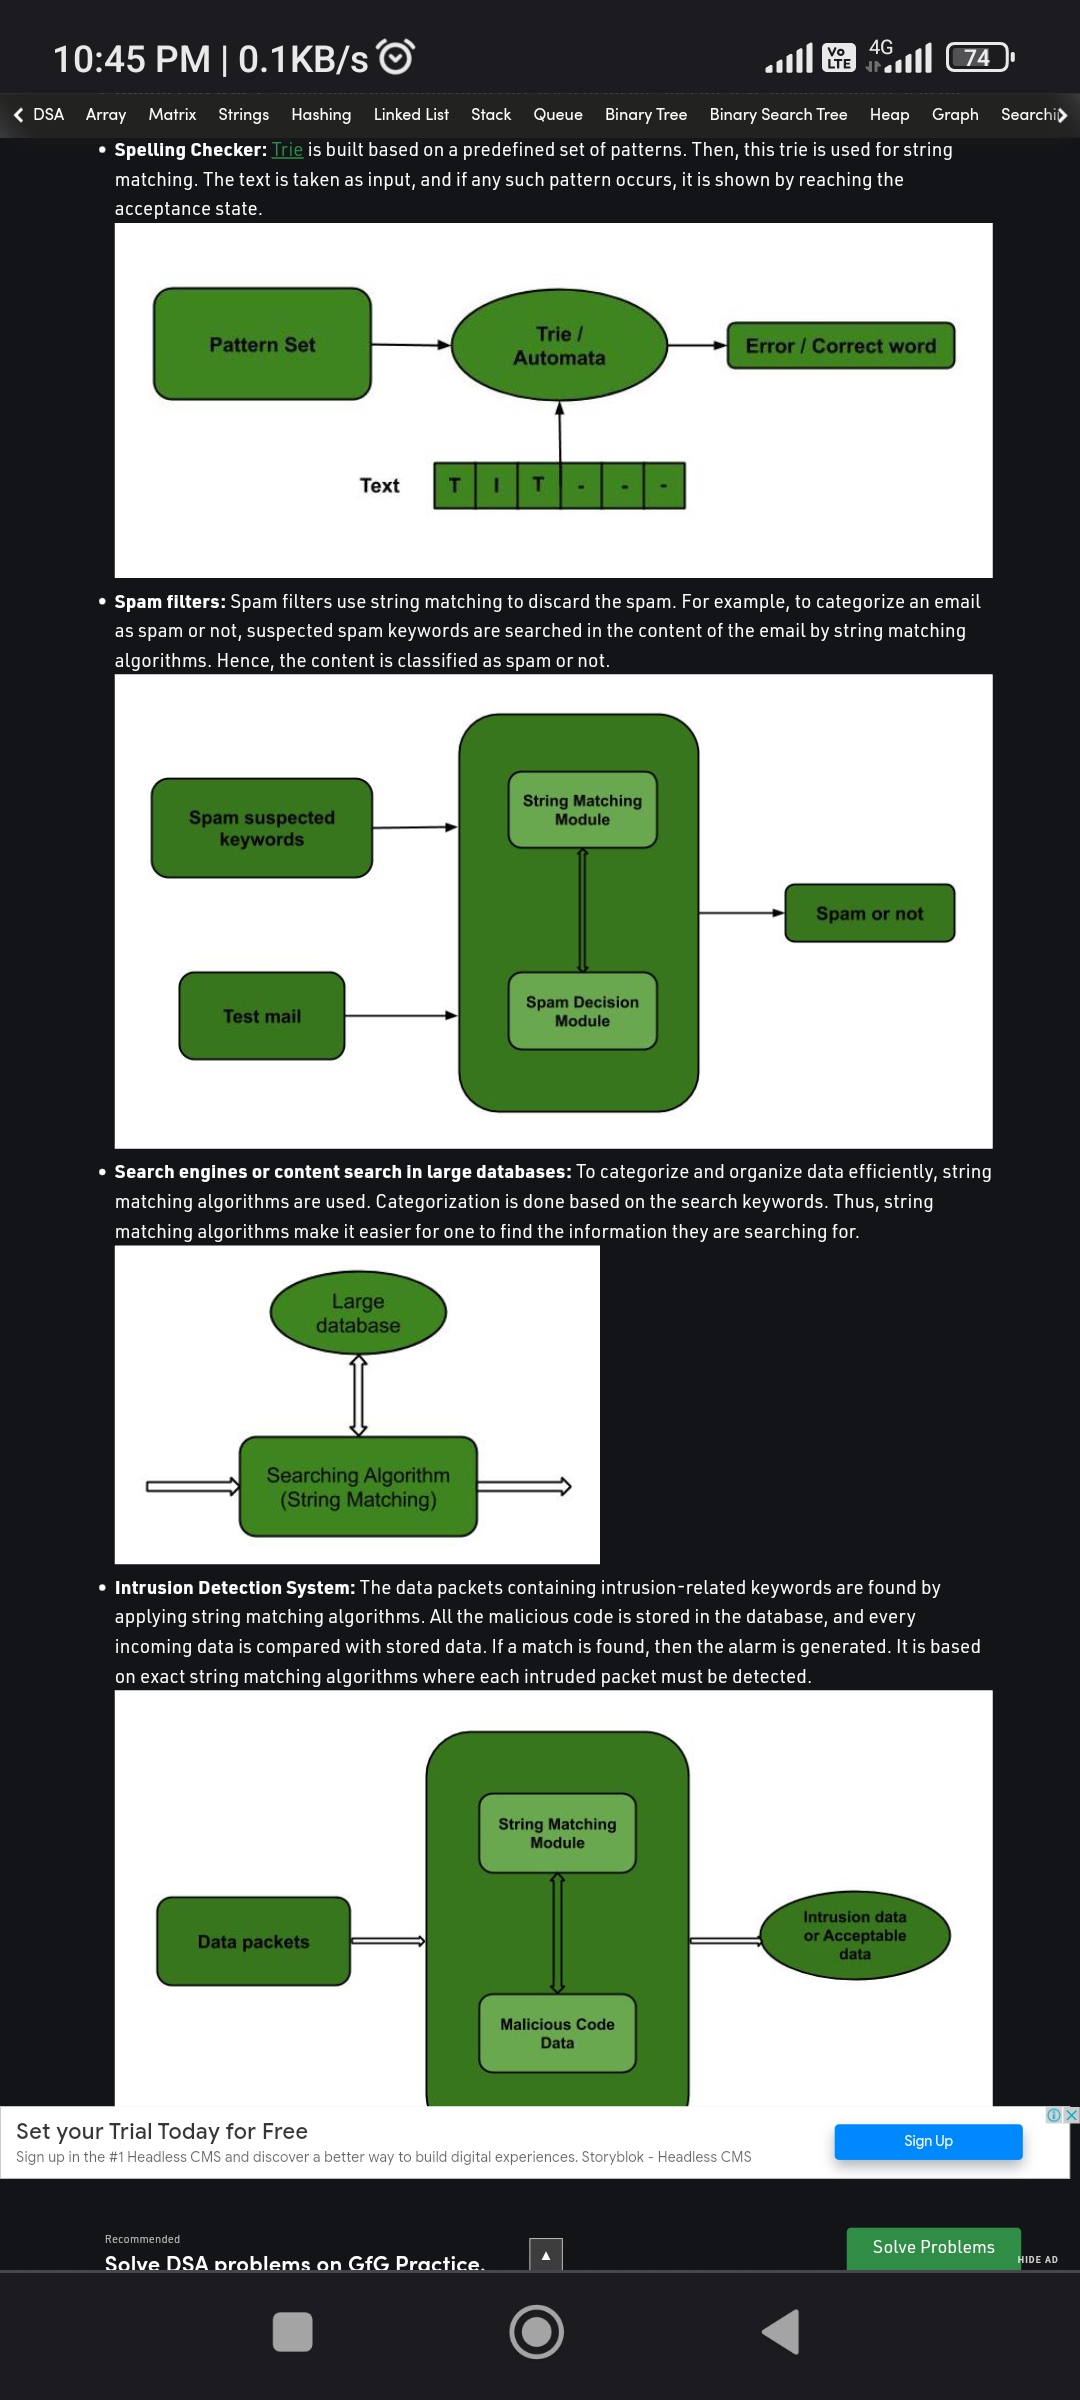 10:45 PM | 0.1KB/s
Vo LTE
4G
74
DSA Array Matrix Strings Hashing Linked List Stack Queue Binary Tree Binary Search Tree Heap Graph
• Spelling Checker: Trie is built based on a predefined set of patterns. Then, this trie is used for string
matching. The text is taken as input, and if any such pattern occurs, it is shown by reaching the
acceptance state.
Pattern Set
Trie /
Automata
Error / Correct word
Text
T I T - - -
• Spam filters: Spam filters use string matching to discard the spam. For example, to categorize an email
as spam or not, suspected spam keywords are searched in the content of the email by string matching
algorithms. Hence, the content is classified as spam or not.
Spam suspected
keywords
String Matching
Module
Spam or not
Test mail
Spam Decision
Module
• Search engines or content search in large databases: To categorize and organize data efficiently, string
matching algorithms are used. Categorization is done based on the search keywords. Thus, string
matching algorithms make it easier for one to find the information they are searching for.
Large
database
Searching Algorithm
(String Matching)
• Intrusion Detection System: The data packets containing intrusion-related keywords are found by
applying string matching algorithms. All the malicious code is stored in the database, and every
incoming data is compared with stored data. If a match is found, then the alarm is generated. It is based
on exact string matching algorithms where each intruded packet must be detected.
String Matching
Module
Data packets
Intrusion data
or Acceptable
data
Malicious Code
Data
Set your Trial Today for Free
Sign up in the #1 Headless CMS and discover a better way to build digital experiences. Storyblok - Headless CMS
Sign Up
Recommended
Solve DSA problems on GfG Practice.
Solve Problems
HIDE AD